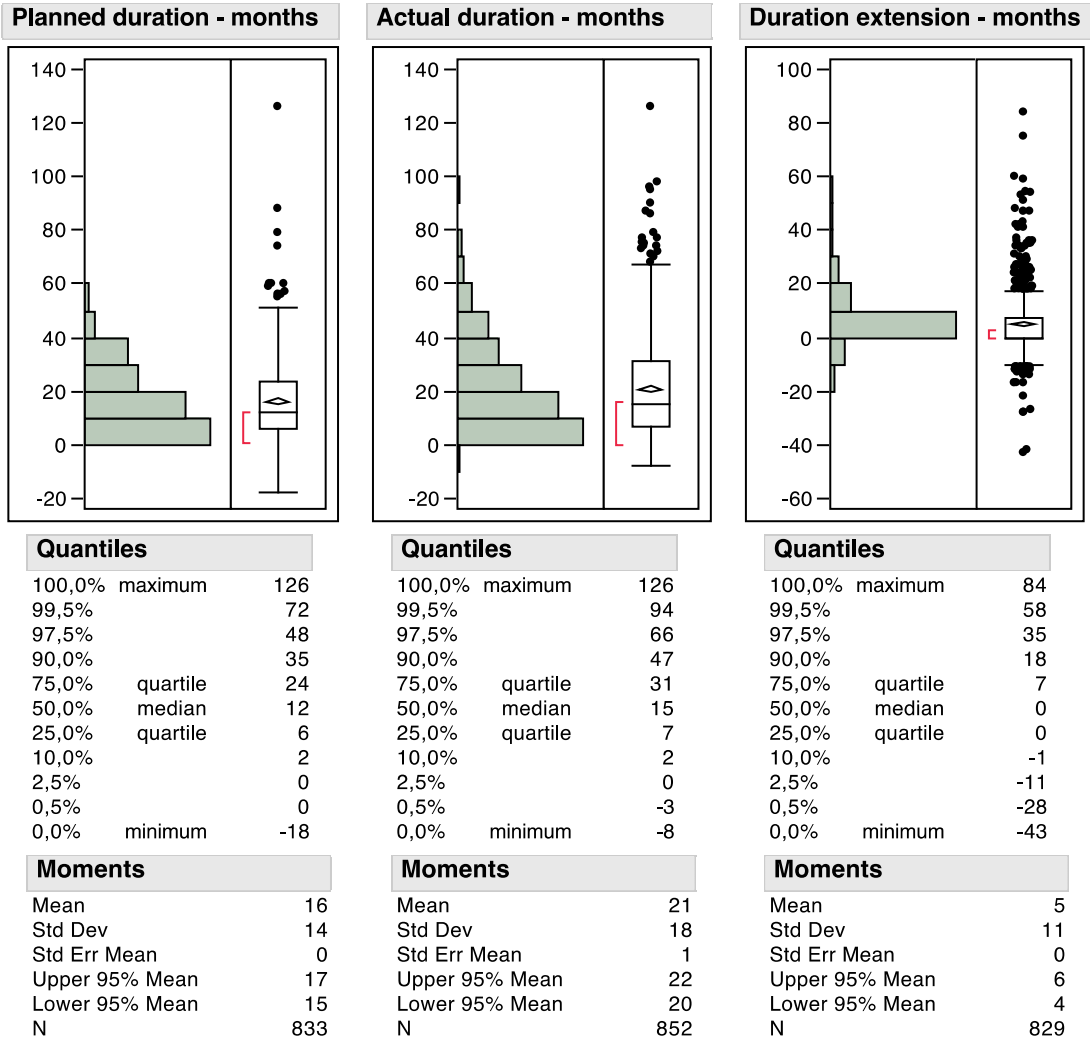 Planned duration - months
140
120
100
80
60
40
20
0
-20
Quantiles
100,0% maximum 126
99,5% 72
97,5% 48
90,0% 35
75,0% quartile 24
50,0% median 12
25,0% quartile 6
10,0% 2
2,5% 0
0,5% 0
0,0% minimum -18
Moments
Mean 16
Std Dev 14
Std Err Mean 0
Upper 95% Mean 17
Lower 95% Mean 15
N 833
Actual duration - months
140
120
100
80
60
40
20
0
-20
Quantiles
100,0% maximum 126
99,5% 94
97,5% 66
90,0% 47
75,0% quartile 31
50,0% median 15
25,0% quartile 7
10,0% 2
2,5% 0
0,5% -3
0,0% minimum -8
Moments
Mean 21
Std Dev 18
Std Err Mean 1
Upper 95% Mean 22
Lower 95% Mean 20
N 852
Duration extension - months
100
80
60
40
20
0
-20
-40
-60
Quantiles
100,0% maximum 84
99,5% 58
97,5% 35
90,0% 18
75,0% quartile 7
50,0% median 0
25,0% quartile 0
10,0% -1
2,5% -11
0,5% -28
0,0% minimum -43
Moments
Mean 5
Std Dev 11
Std Err Mean 0
Upper 95% Mean 6
Lower 95% Mean 4
N 829